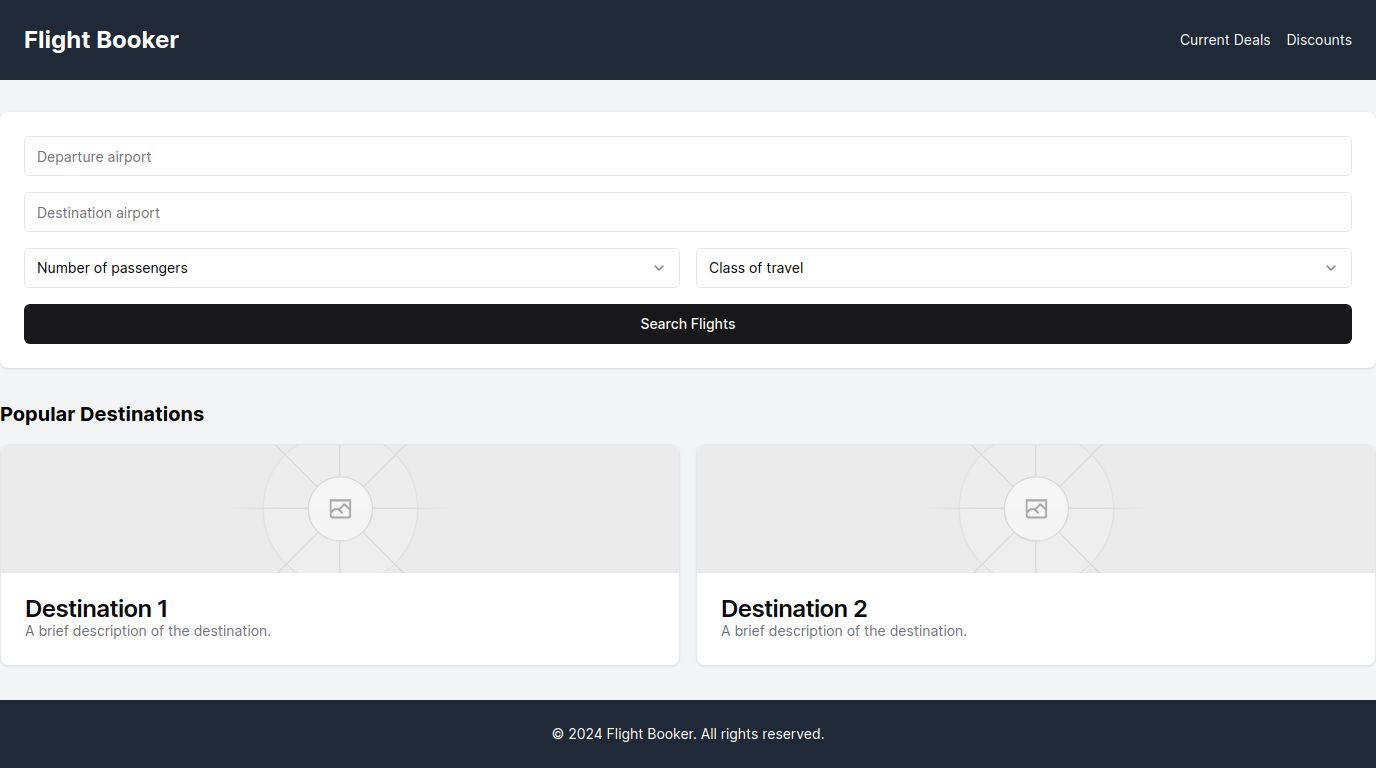 Flight Booker
Current Deals Discounts
Departure airport
Destination airport
Number of passengers
Class of travel
Search Flights
Popular Destinations
Destination 1
A brief description of the destination.
Destination 2
A brief description of the destination.
© 2024 Flight Booker. All rights reserved.